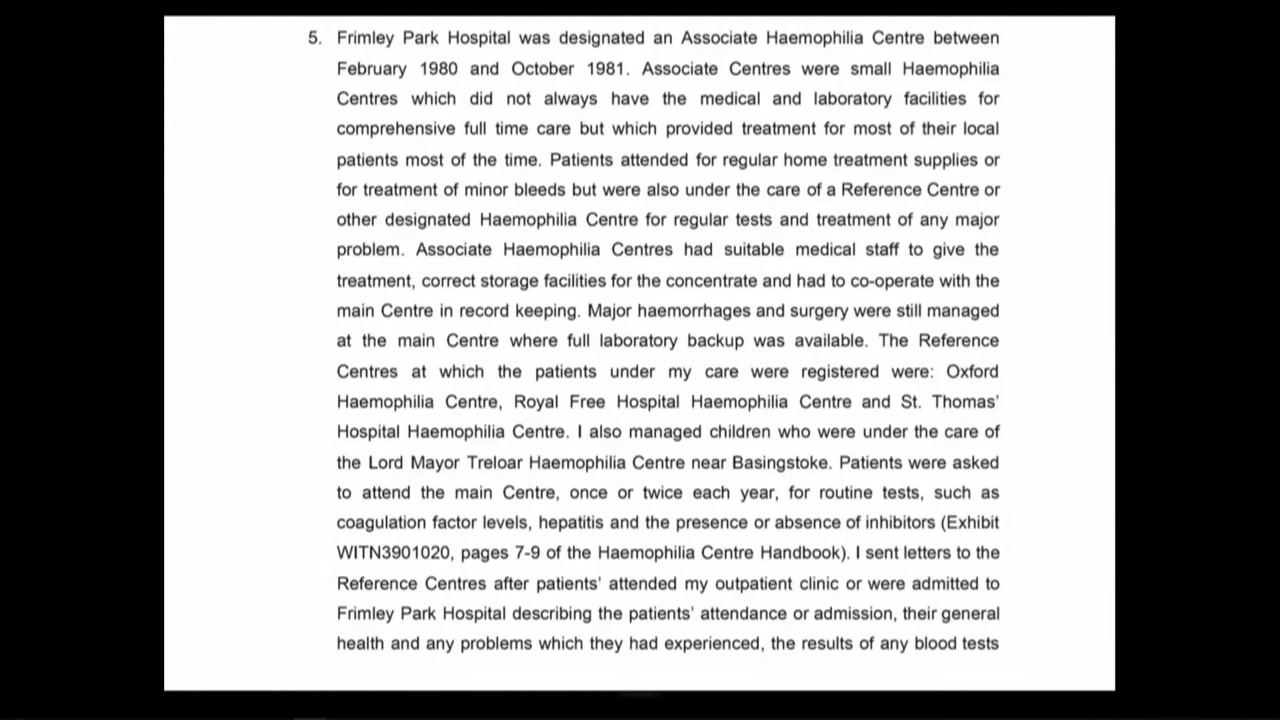 5. Frimley Park Hospital was designated an Associate Haemophilia Centre between
February 1980 and October 1981. Associate Centres were small Haemophilia
Centres which did not always have the medical and laboratory facilities for
comprehensive full time care but which provided treatment for most of their local
patients most of the time. Patients attended for regular home treatment supplies or
for treatment of minor bleeds but were also under the care of a Reference Centre or
other designated Haemophilia Centre for regular tests and treatment of any major
problem. Associate Haemophilia Centres had suitable medical staff to give the
treatment, correct storage facilities for the concentrate and had to co-operate with the
main Centre in record keeping. Major haemorrhages and surgery were still managed
at the main Centre where full laboratory backup was available. The Reference
Centres at which the patients under my care were registered were: Oxford
Haemophilia Centre, Royal Free Hospital Haemophilia Centre and St. Thomas’
Hospital Haemophilia Centre. I also managed children who were under the care of
the Lord Mayor Treloar Haemophilia Centre near Basingstoke. Patients were asked
to attend the main Centre, once or twice each year, for routine tests, such as
coagulation factor levels, hepatitis and the presence or absence of inhibitors (Exhibit
WITN3901020, pages 7-9 of the Haemophilia Centre Handbook). I sent letters to the
Reference Centres after patients’ attended my outpatient clinic or were admitted to
Frimley Park Hospital describing the patients’ attendance or admission, their general
health and any problems which they had experienced, the results of any blood tests